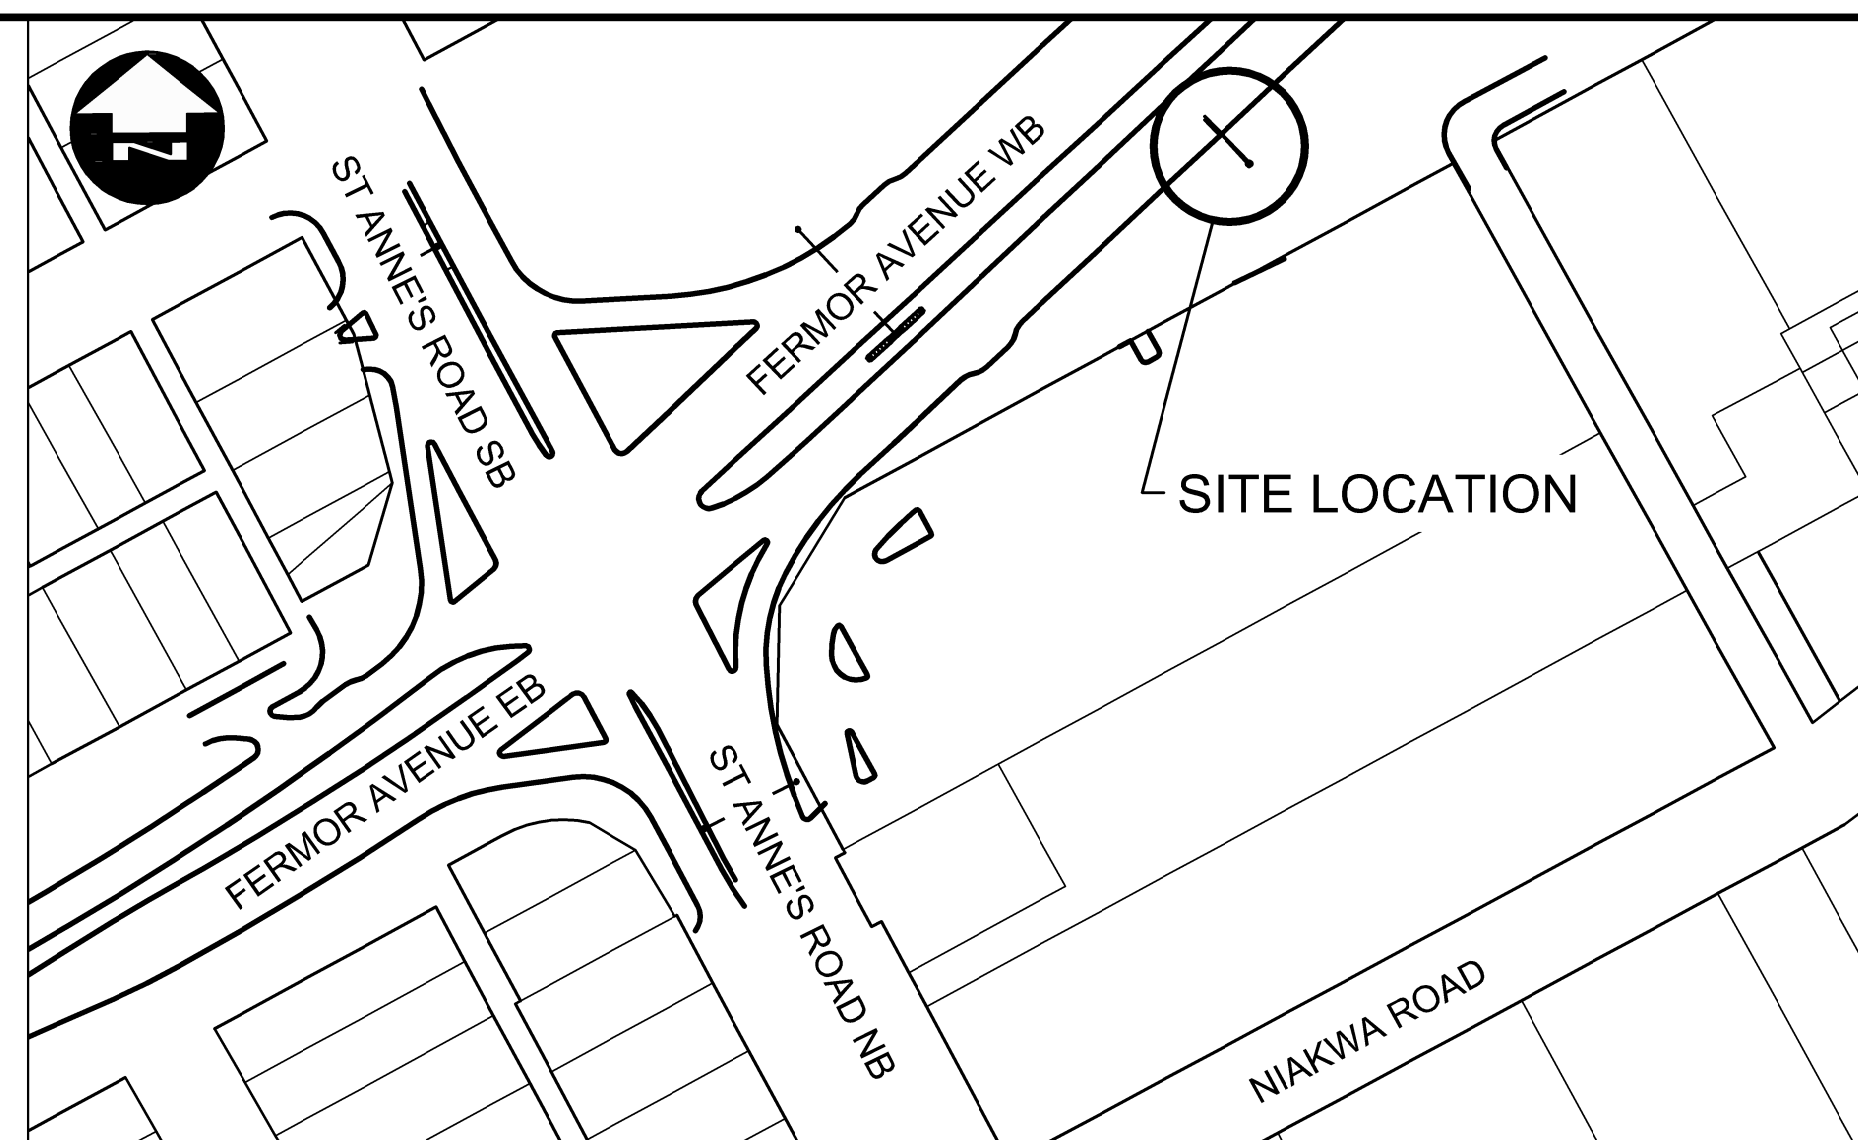 N
ST ANNE'S ROAD SB
FERMOR AVENUE WB
SITE LOCATION
FERMOR AVENUE EB
ST ANNE'S ROAD NB
NIAKWA ROAD